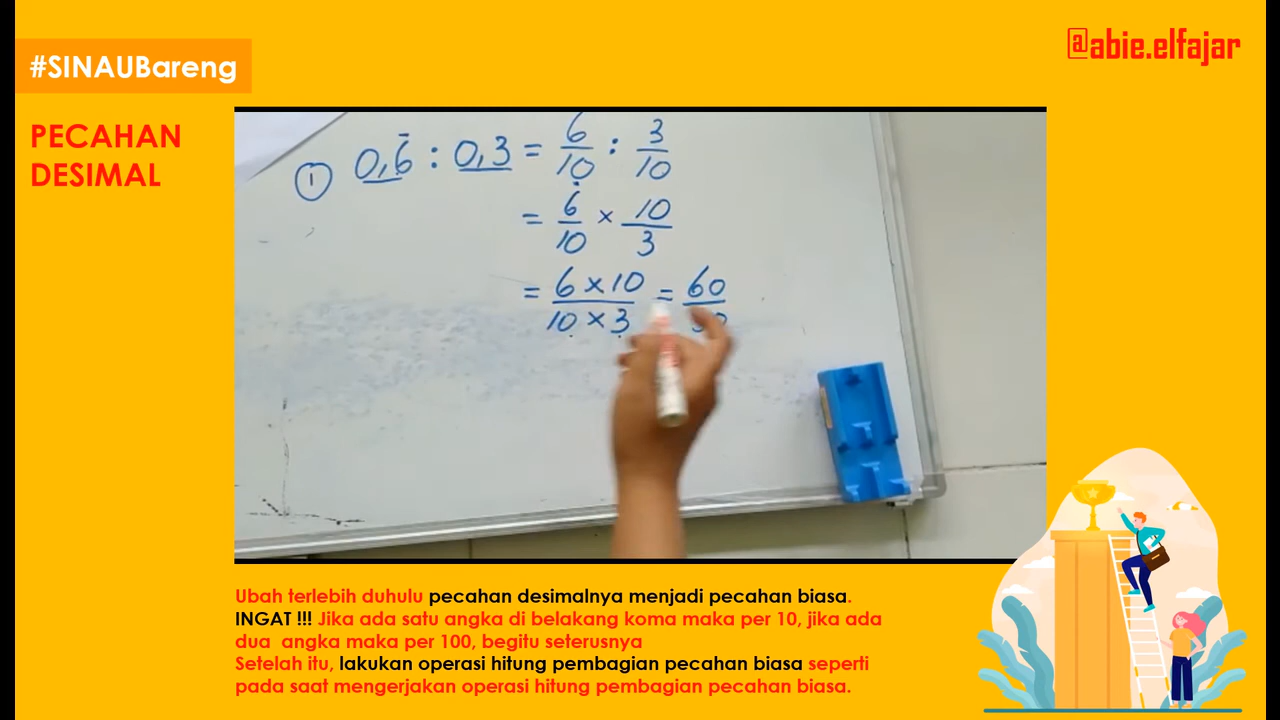 #SINAUBareng
@abie.elfajar
PECAHAN
DESIMAL
① 0,6 : 0,3 = 6/10 : 3/10
= 6/10 × 10/3
= 6 × 10 / 10 × 3 = 60
Ubah terlebih duhulu pecahan desimalnya menjadi pecahan biasa.
INGAT !!! Jika ada satu angka di belakang koma maka per 10, jika ada
dua angka maka per 100, begitu seterusnya
Setelah itu, lakukan operasi hitung pembagian pecahan biasa seperti
pada saat mengerjakan operasi hitung pembagian pecahan biasa.